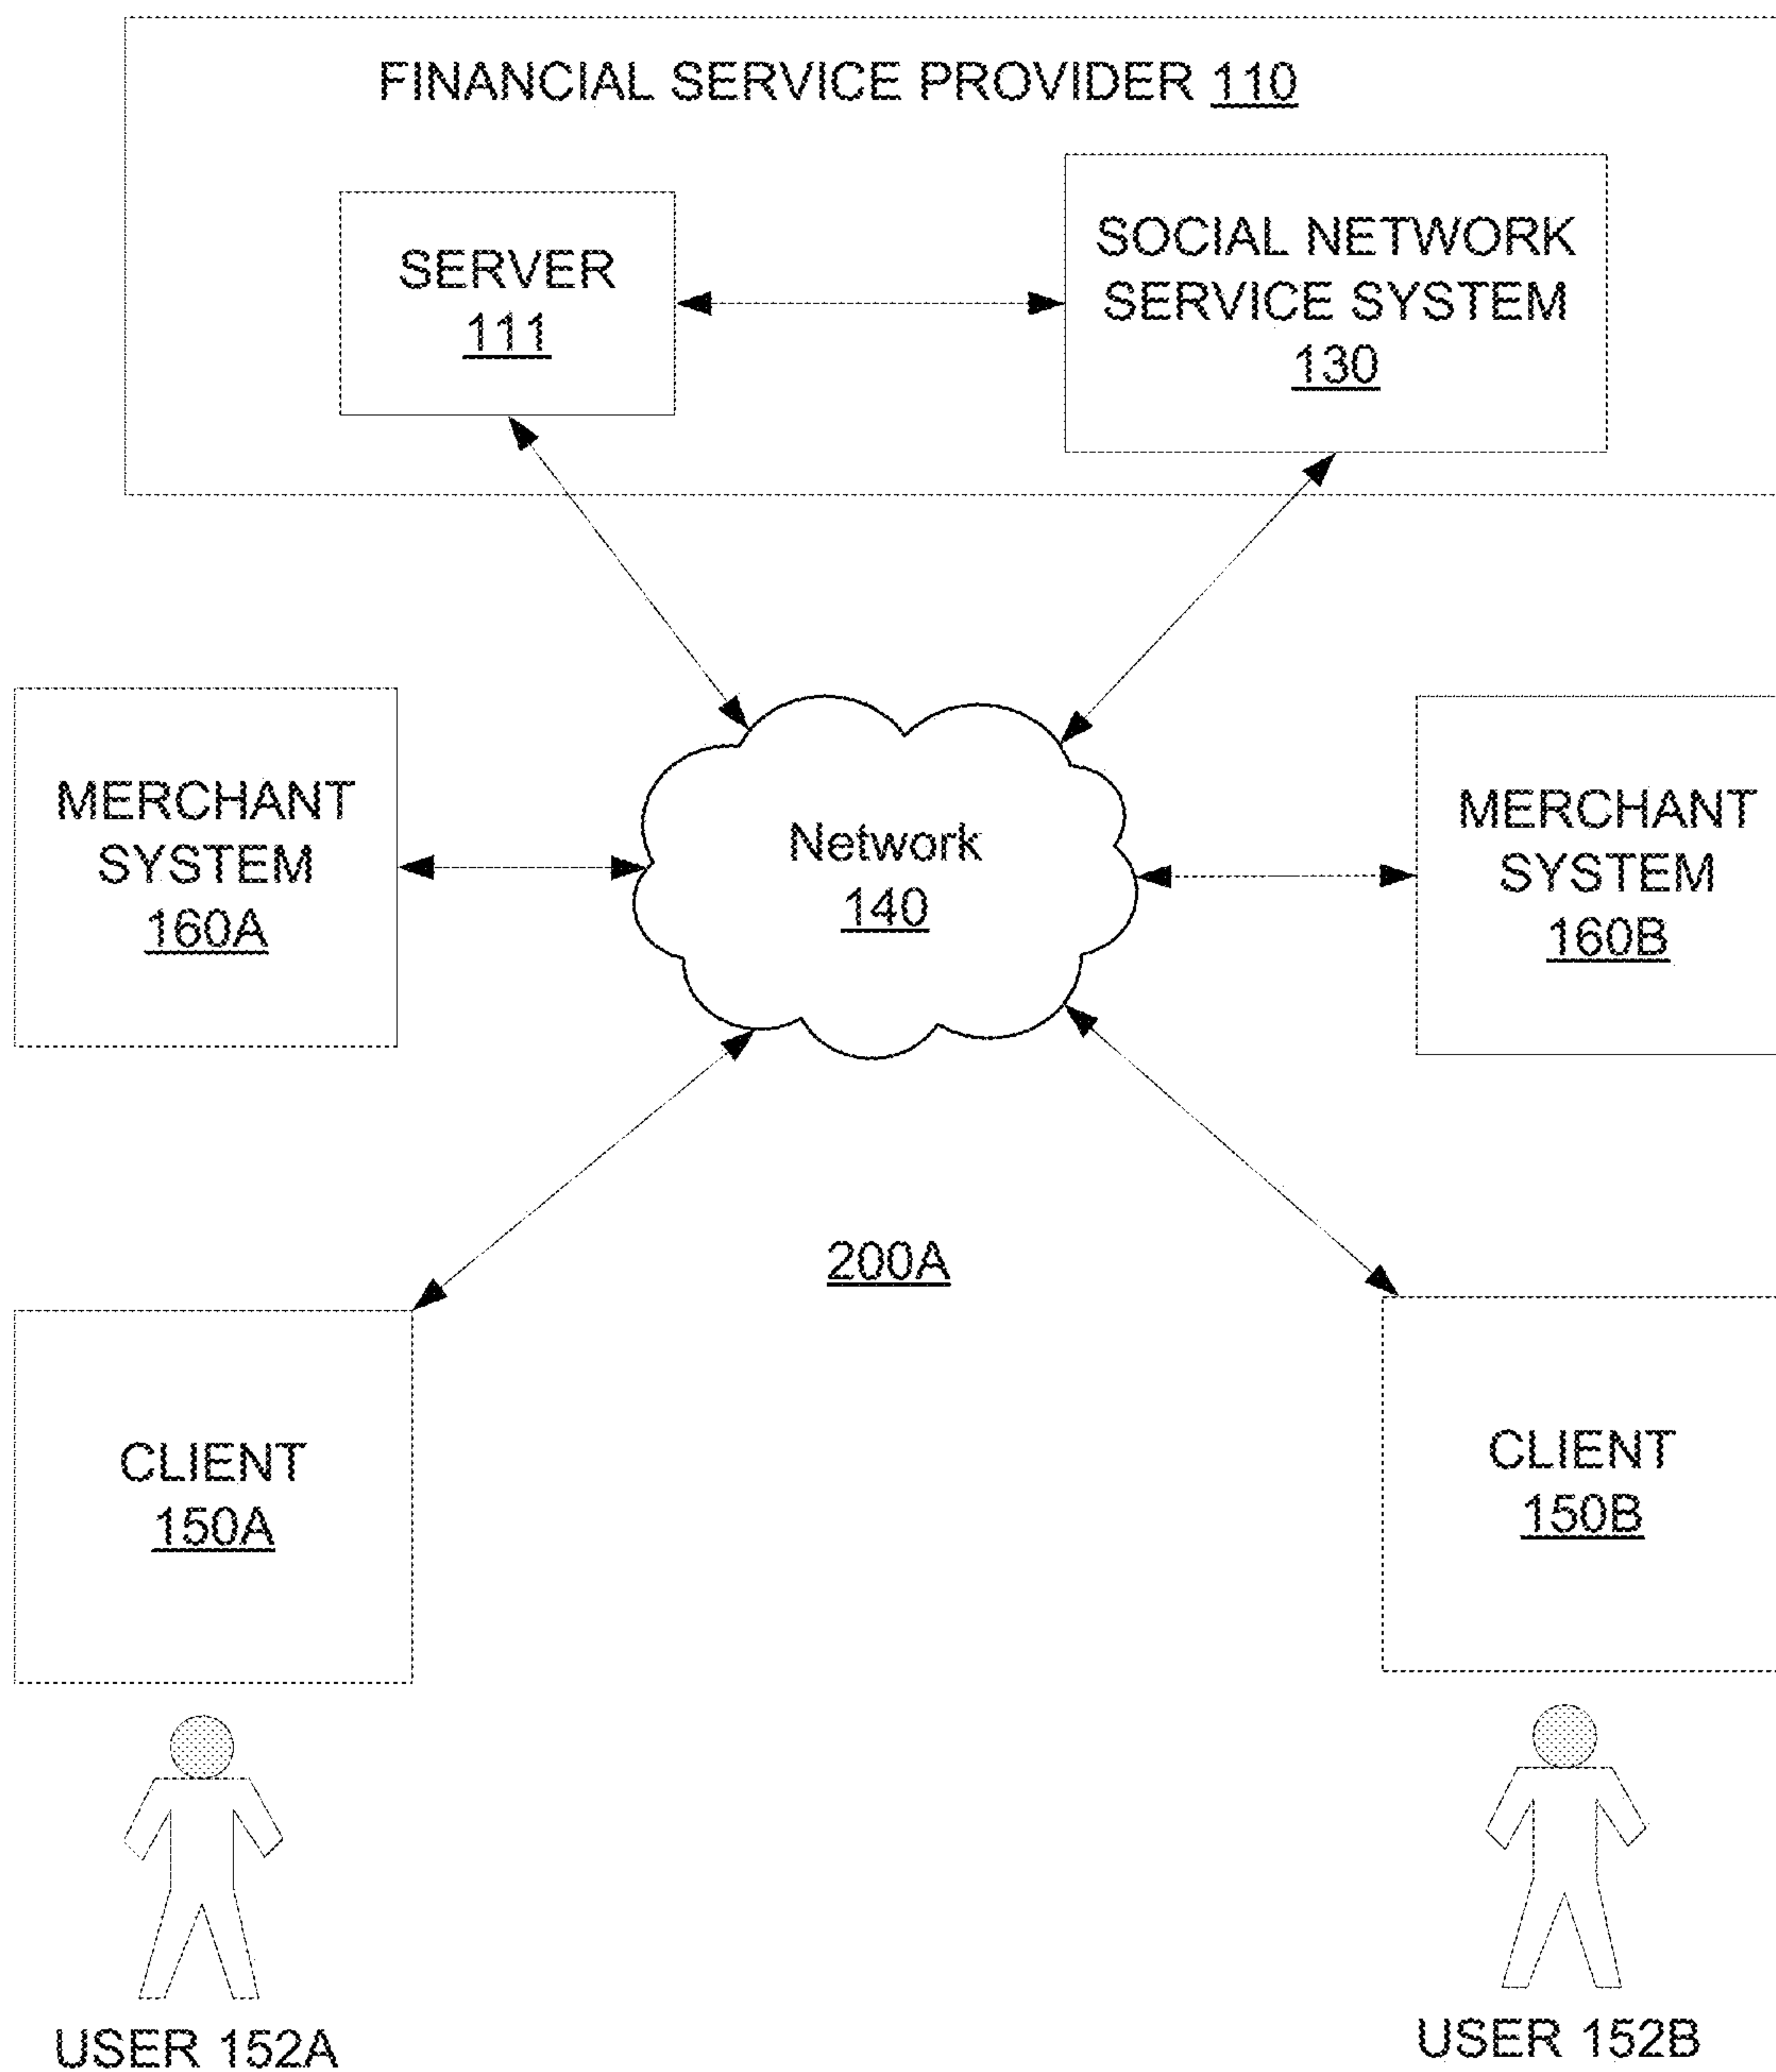 FINANCIAL SERVICE PROVIDER 110
SERVER
111
SOCIAL NETWORK
SERVICE SYSTEM
130
MERCHANT
SYSTEM
160A
Network
140
MERCHANT
SYSTEM
160B
200A
CLIENT
150A
CLIENT
150B
USER 152A
USER 152B